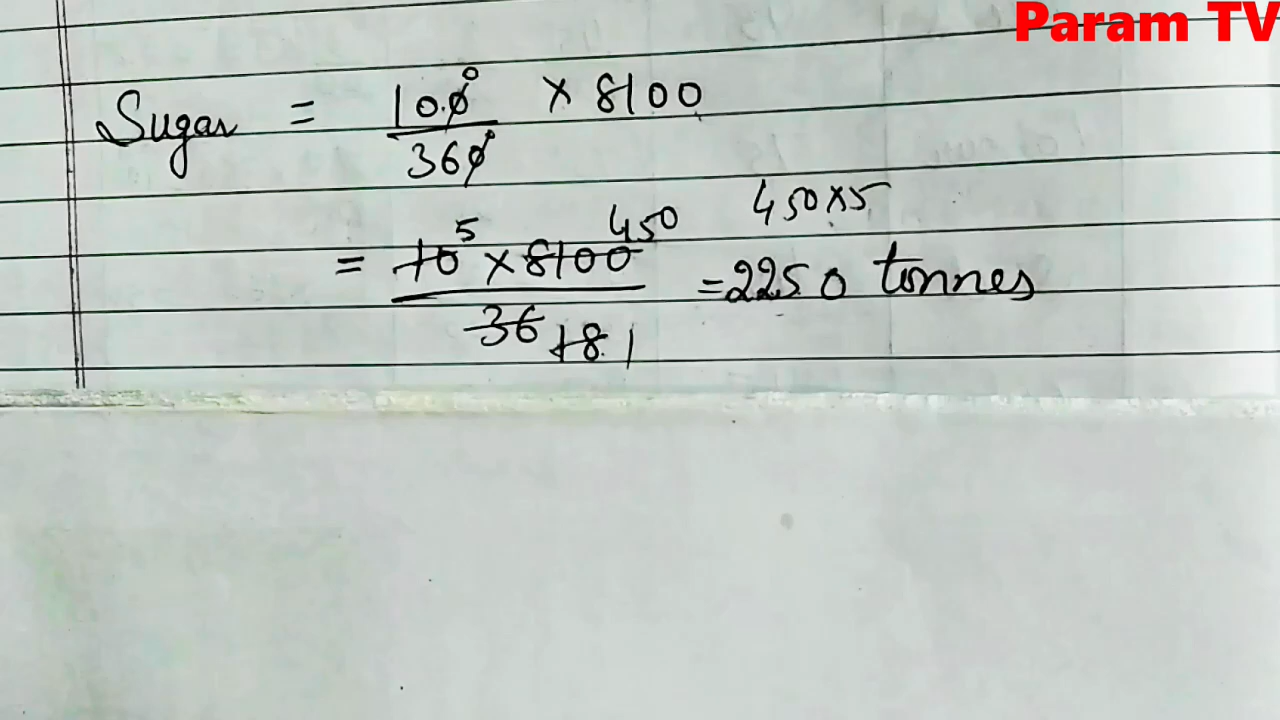 Param TV
Sugar = 100/360 × 8100
450×5
= 10 5 × 8100 450 / 36 18 1 = 2250 tonnes